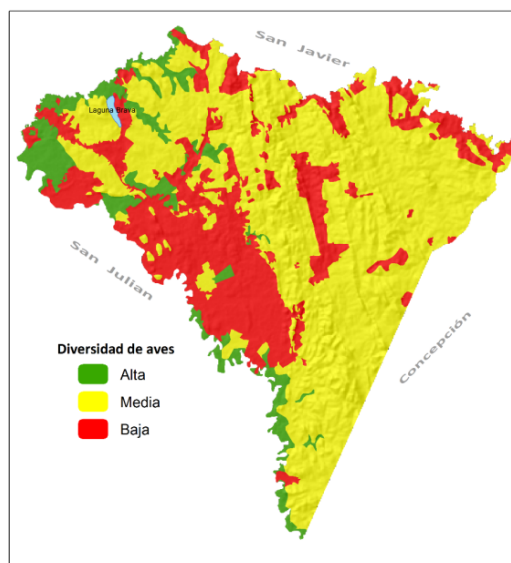 San Javier
Laguna Brava
San Julian
Concepción
Diversidad de aves
Alta
Media
Baja